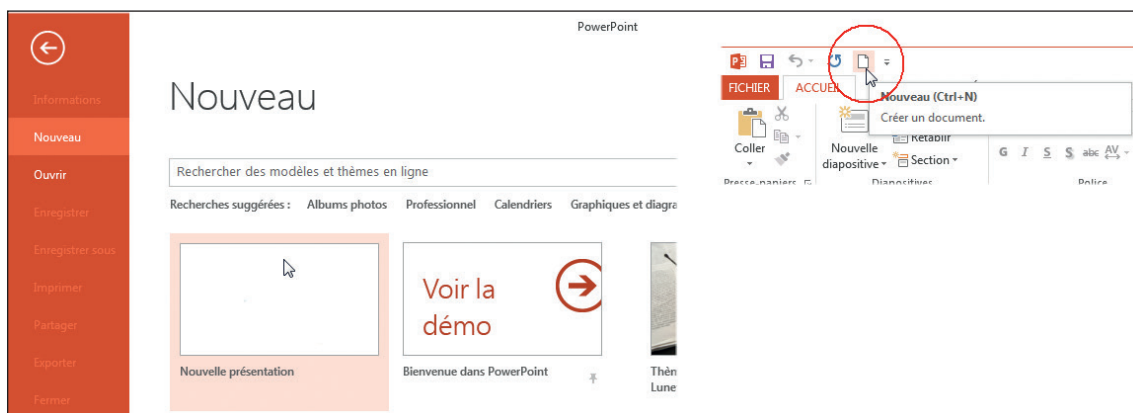 PowerPoint
Informations
Nouveau
Ouvrir
Enregistrer
Enregistrer sous
Imprimer
Partager
Exporter
Fermer
Nouveau
Rechercher des modèles et thèmes en ligne
Recherches suggérées : Albums photos Professionnel Calendriers Graphiques et diagra
Voir la
démo
Nouvelle présentation
Bienvenue dans PowerPoint
Lune
FICHIER ACCUEIL
Nouveau (Ctrl+N)
Créer un document.
Coller
Nouvelle
diapositive
Rétablir
Section
G I S S abc AV
Presse-papiers
Diapositives
Police